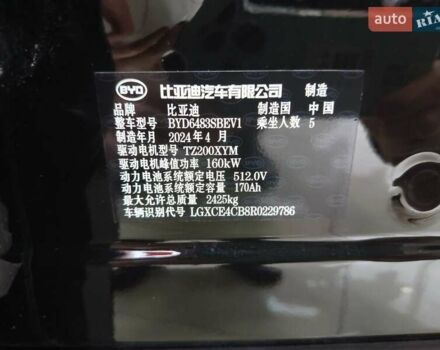 auto RIA
BYD 比亚迪汽车有限公司 制造
品牌 比亚迪 制造国 中国
整车型号 BYD6483SBEV1 乘坐人数 5
制造年月 2024年4月
驱动电机型号 TZ200XYM
驱动电机峰值功率 160kW
动力电池系统额定电压 512.0V
动力电池系统额定容量 170Ah
最大允许总质量 2425kg
车辆识别代号 LGXCE4CB8R0229786